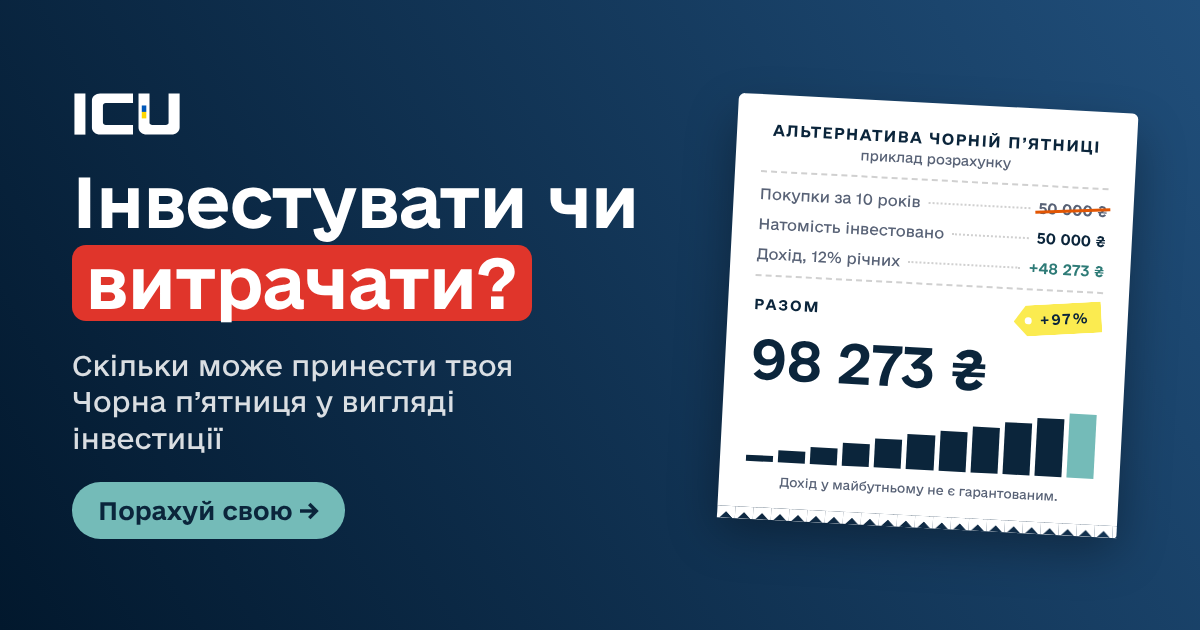 ICU
Інвестувати чи
витрачати?
Скільки може принести твоя
Чорна п’ятниця у вигляді
інвестиції
Порахуй свою →
АЛЬТЕРНАТИВА ЧОРНІЙ П’ЯТНИЦІ
приклад розрахунку
Покупки за 10 років 50 000 ₴
Натомість інвестовано 50 000 ₴
Дохід, 12% річних +48 273 ₴
РАЗОМ +97%
98 273 ₴
Дохід у майбутньому не є гарантованим.